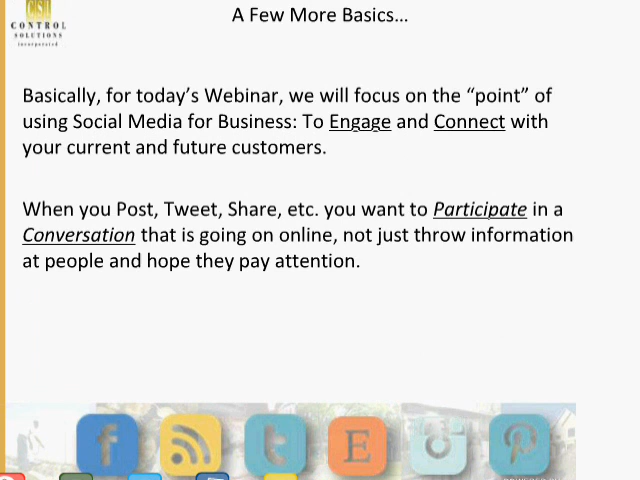 CSI
CONTROL
SOLUTIONS
incorporated
A Few More Basics…
Basically, for today’s Webinar, we will focus on the “point” of
using Social Media for Business: To Engage and Connect with
your current and future customers.
When you Post, Tweet, Share, etc. you want to Participate in a
Conversation that is going on online, not just throw information
at people and hope they pay attention.
f
t
E